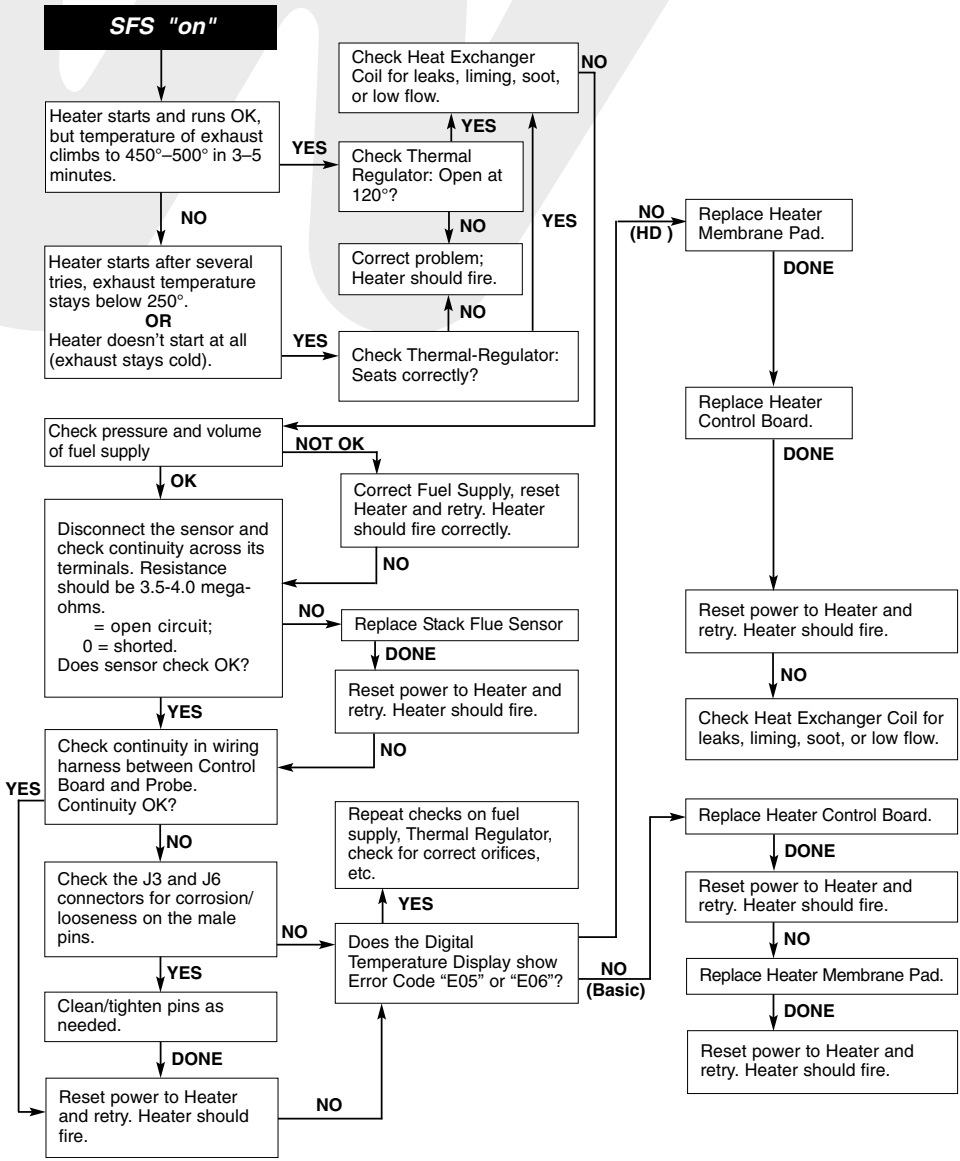 SFS "on"
Heater starts and runs OK,
but temperature of exhaust
climbs to 450°–500° in 3–5
minutes.
YES
NO
Check Heat Exchanger
Coil for leaks, liming, soot,
or low flow.
NO
YES
Check Thermal
Regulator: Open at
120°?
NO
YES
Correct problem;
Heater should fire.
NO
Heater starts after several
tries, exhaust temperature
stays below 250°.
OR
Heater doesn't start at all
(exhaust stays cold).
YES
Check Thermal-Regulator:
Seats correctly?
Check pressure and volume
of fuel supply
NOT OK
OK
Correct Fuel Supply, reset
Heater and retry. Heater
should fire correctly.
NO
Disconnect the sensor and
check continuity across its
terminals. Resistance
should be 3.5-4.0 mega-
ohms.
= open circuit;
0 = shorted.
Does sensor check OK?
NO
YES
Replace Stack Flue Sensor
DONE
Reset power to Heater and
retry. Heater should fire.
NO
Check continuity in wiring
harness between Control
Board and Probe.
Continuity OK?
YES
NO
Check the J3 and J6
connectors for corrosion/
looseness on the male
pins.
NO
YES
Clean/tighten pins as
needed.
DONE
Reset power to Heater
and retry. Heater should
fire.
NO
Repeat checks on fuel
supply, Thermal Regulator,
check for correct orifices,
etc.
YES
Does the Digital
Temperature Display show
Error Code “E05” or “E06”?
NO
(HD )
NO
(Basic)
Replace Heater
Membrane Pad.
DONE
Replace Heater
Control Board.
DONE
Reset power to Heater and
retry. Heater should fire.
NO
Check Heat Exchanger Coil for
leaks, liming, soot, or low flow.
Replace Heater Control Board.
DONE
Reset power to Heater and
retry. Heater should fire.
NO
Replace Heater Membrane Pad.
DONE
Reset power to Heater and
retry. Heater should fire.